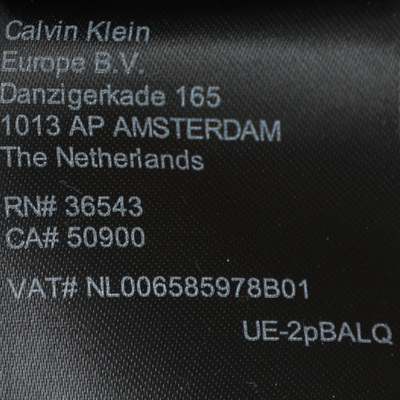 Calvin Klein
Europe B.V.
Danzigerkade 165
1013 AP AMSTERDAM
The Netherlands
RN# 36543
CA# 50900
VAT# NL006585978B01
UE-2pBALQ